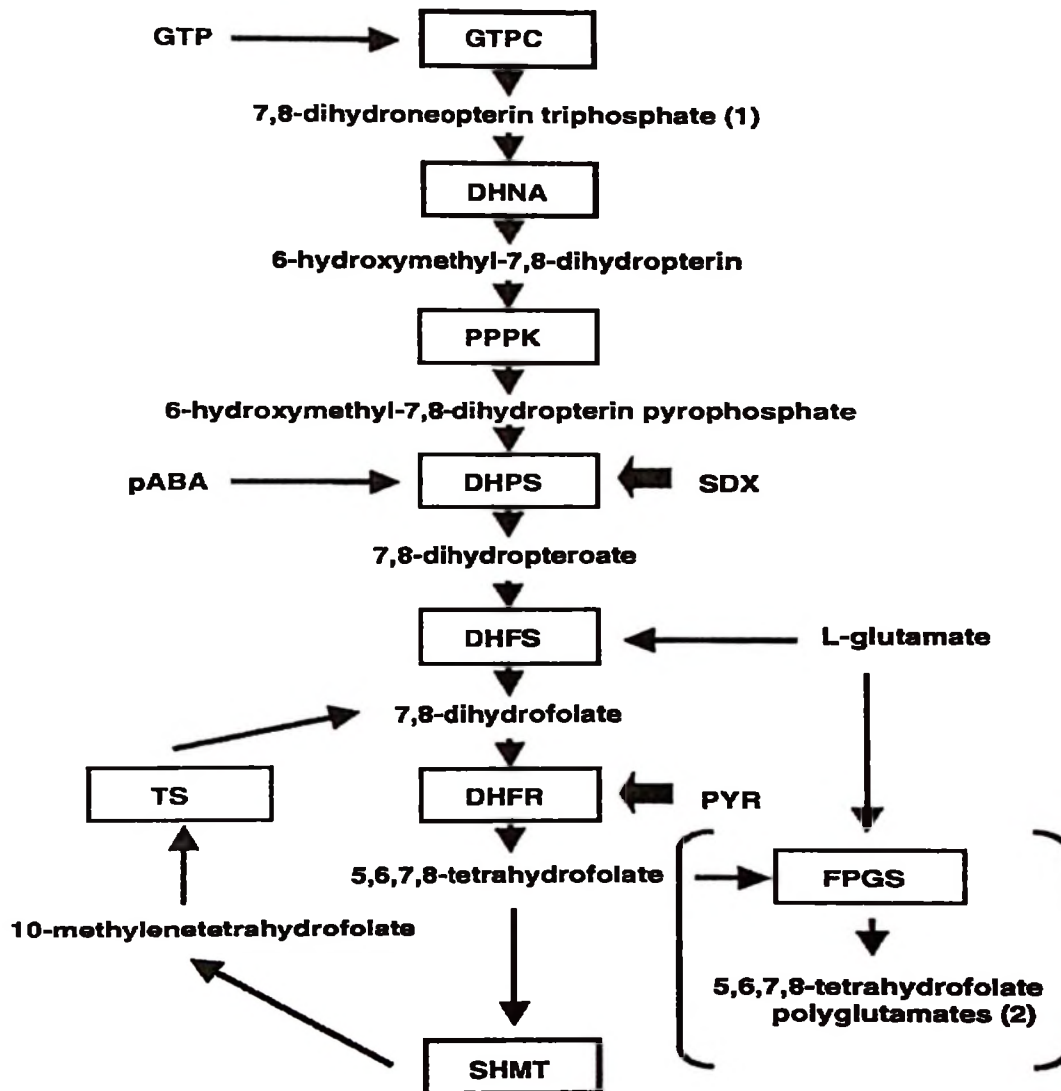 GTP
GTPC
7,8-dihydroneopterin triphosphate (1)
DHNA
6-hydroxymethyl-7,8-dihydropterin
PPPK
6-hydroxymethyl-7,8-dihydropterin pyrophosphate
pABA
DHPS
SDX
7,8-dihydropteroate
DHFS
L-glutamate
7,8-dihydrofolate
TS
DHFR
PYR
5,6,7,8-tetrahydrofolate
FPGS
10-methylenetetrahydrofolate
5,6,7,8-tetrahydrofolate
polyglutamates (2)
SHMT